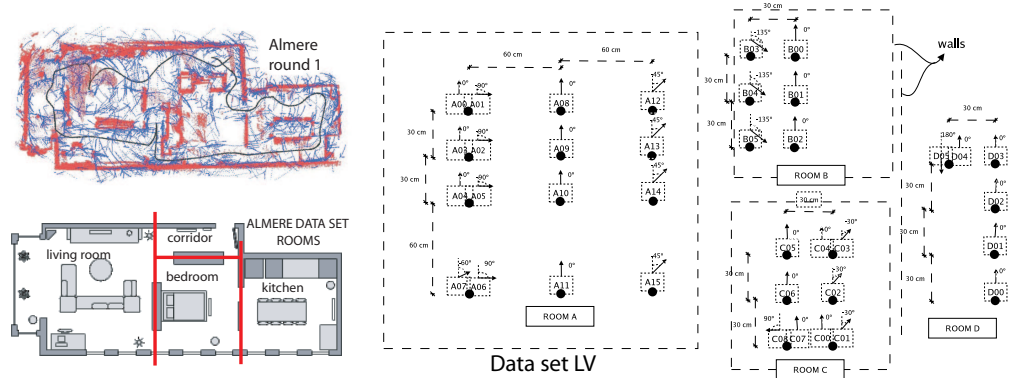 Almere
round 1
ALMERE DATA SET
ROOMS
corridor
living room
bedroom
kitchen
60 cm
60 cm
0°
-90°
0°
-45°
A00 A01
A08
A12
30 cm
0°
-90°
0°
-45°
A03 A02
A09
A13
30 cm
0°
-90°
0°
-45°
A04 A05
A10
A14
60 cm
-60°
90°
0°
-45°
A07 A06
A11
A15
ROOM A
Data set LV
30 cm
-135°
0°
B03
B00
30 cm
-135°
0°
B04
B01
30 cm
-135°
0°
B05
B02
ROOM B
walls
30 cm
0°
0°
-30°
C05
C04 C03
30 cm
0°
-30°
C06
C02
30 cm
90°
0°
0°
-30°
C08 C07
C00 C01
ROOM C
30 cm
180°
0°
0°
D05 D04
D03
30 cm
0°
D02
30 cm
0°
D01
30 cm
0°
D00
ROOM D